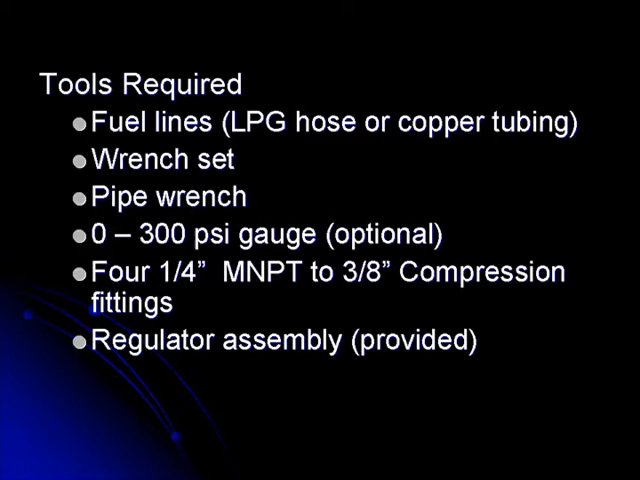 Tools Required
Fuel lines (LPG hose or copper tubing)
Wrench set
Pipe wrench
0 – 300 psi gauge (optional)
Four 1/4”  MNPT to 3/8” Compression
fittings
Regulator assembly (provided)